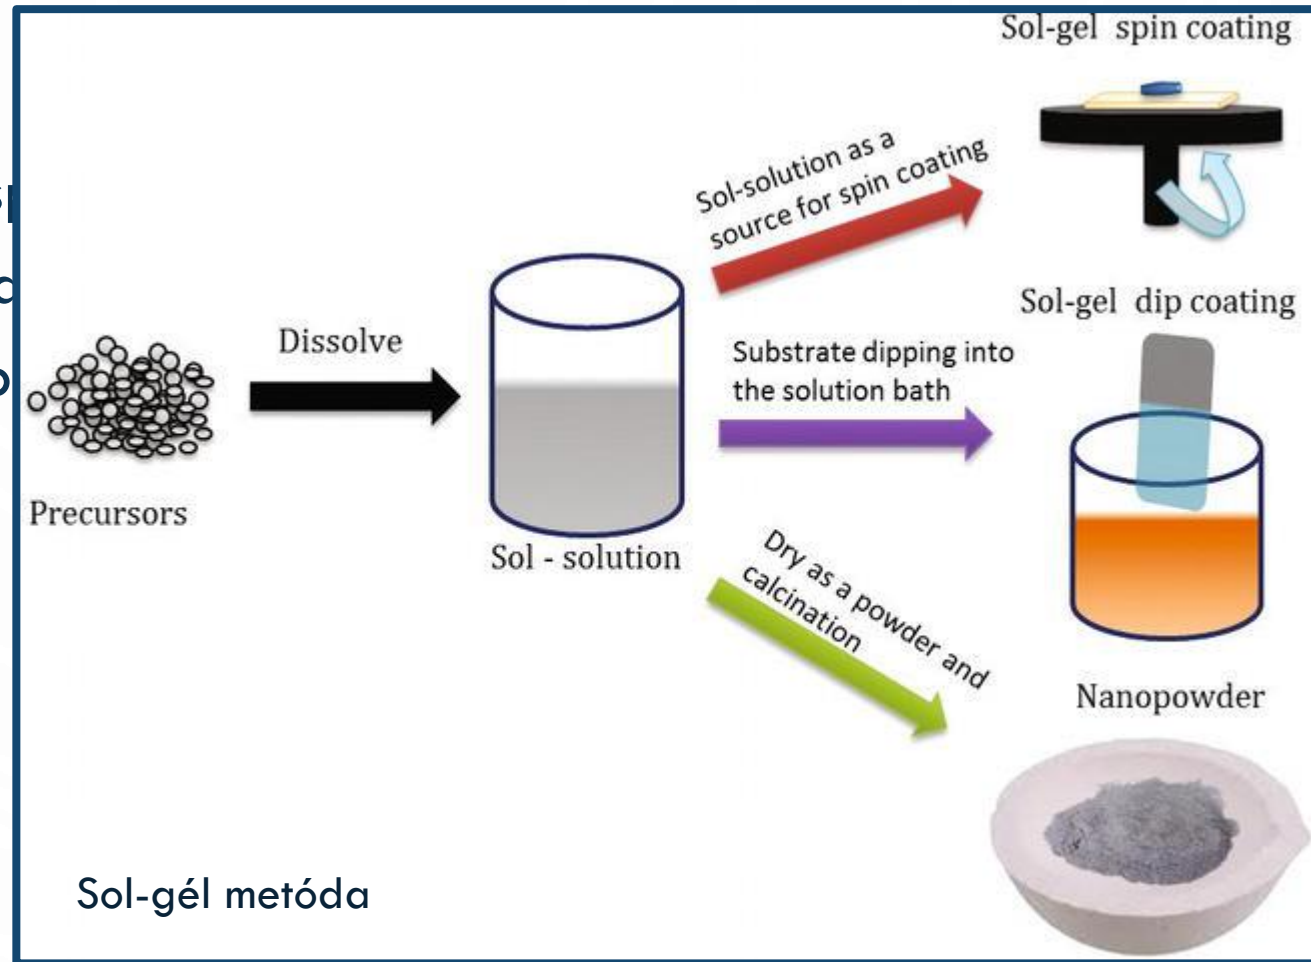 Sol-gel spin coating
Sol-solution as a
source for spin coating
Sol-gel dip coating
Dissolve
Substrate dipping into
the solution bath
Precursors
Sol - solution
Dry as a powder and
calcination
Nanopowder
Sol-gél metóda